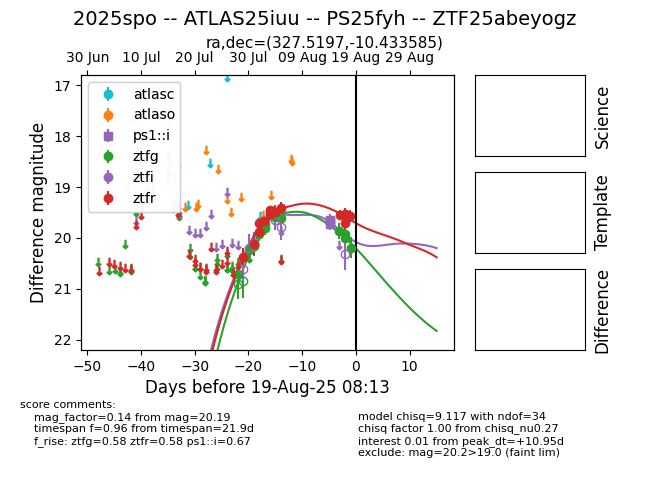 2025spo -- ATLAS25iuu -- PS25fyh -- ZTF25abeyogz
ra,dec=(327.5197,-10.433585)
30 Jun 10 Jul 20 Jul 30 Jul 09 Aug 19 Aug 29 Aug
17
18
19
20
21
22
Difference magnitude
atlasc
atlaso
ps1::i
ztfg
ztfi
ztfr
−50 −40 −30 −20 −10 0 10
Days before 19-Aug-25 08:13
Science
Template
Difference
score comments:
mag_factor=0.14 from mag=20.19
timespan f=0.96 from timespan=21.9d
f_rise: ztfg=0.58 ztfr=0.58 ps1::i=0.67
model chisq=9.117 with ndof=34
chisq factor 1.00 from chisq_nu0.27
interest 0.01 from peak_dt=+10.95d
exclude: mag=20.2>19.0 (faint lim)